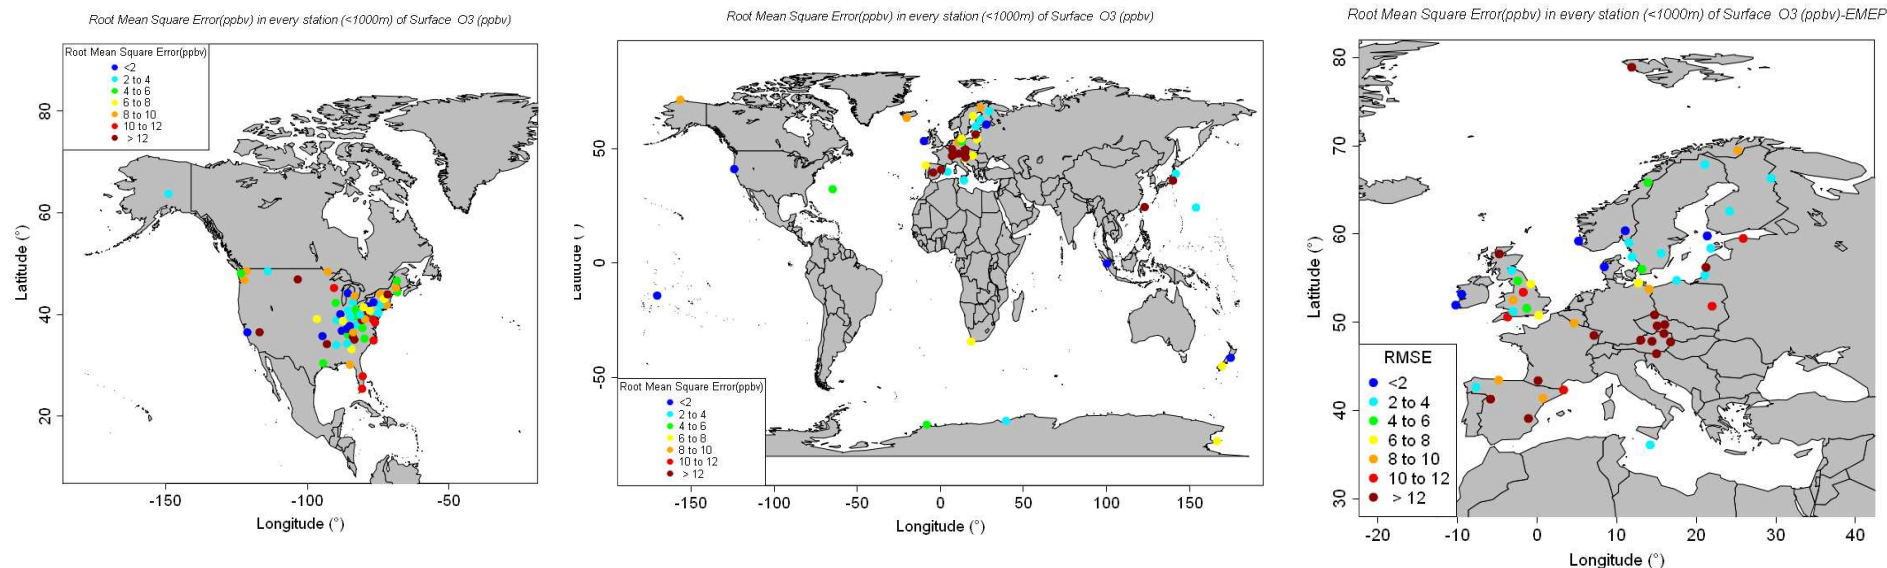 Root Mean Square Error(ppbv) in every station (<1000m) of Surface O3 (ppbv)
Root Mean Square Error(ppbv)
<2
2 to 4
4 to 6
6 to 8
8 to 10
10 to 12
> 12
80
60
40
20
Latitude (°)
-150
-100
-50
Longitude (°)
Root Mean Square Error(ppbv) in every station (<1000m) of Surface O3 (ppbv)
50
0
-50
Latitude (°)
Root Mean Square Error(ppbv)
<2
2 to 4
4 to 6
6 to 8
8 to 10
10 to 12
> 12
-150
-100
-50
0
50
100
150
Longitude (°)
Root Mean Square Error(ppbv) in every station (<1000m) of Surface O3 (ppbv)-EMEP
80
70
60
50
40
30
Latitude (°)
RMSE
<2
2 to 4
4 to 6
6 to 8
8 to 10
10 to 12
> 12
-20
-10
0
10
20
30
40
Longitude (°)